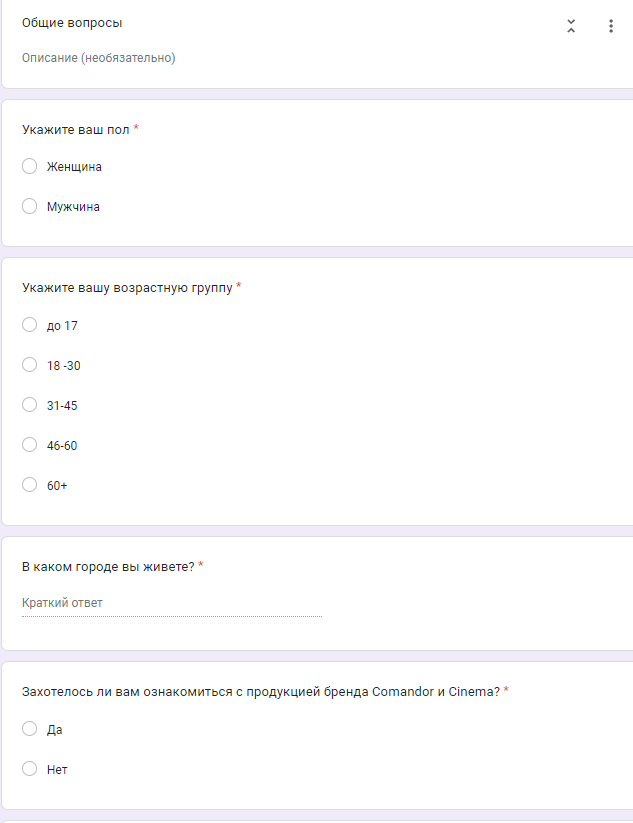 Общие вопросы
Описание (необязательно)
Укажите ваш пол *
Женщина
Мужчина
Укажите вашу возрастную группу *
до 17
18 -30
31-45
46-60
60+
В каком городе вы живете? *
Краткий ответ
Захотелось ли вам ознакомиться с продукцией бренда Comandor и Cinema? *
Да
Нет